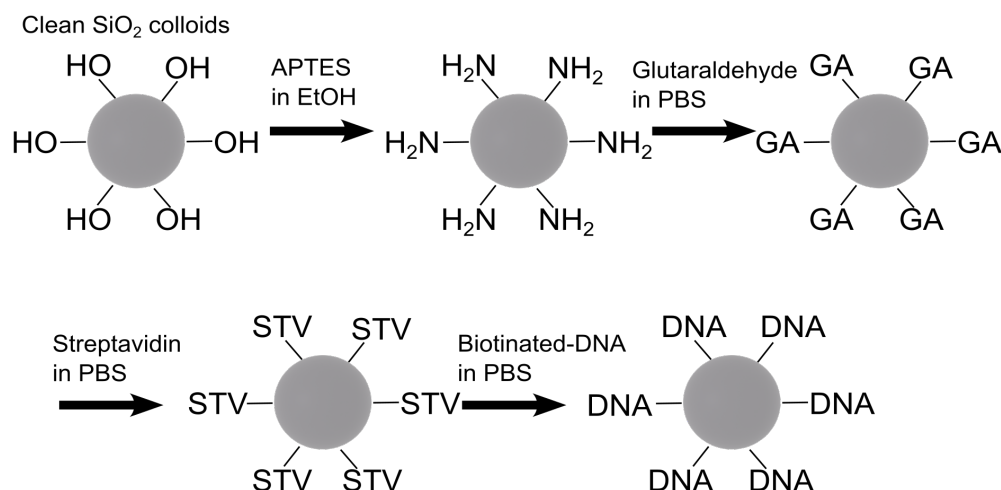 Clean SiO₂ colloids
HO OH
HO OH
HO OH
APTES
in EtOH
H₂N NH₂
H₂N NH₂
H₂N NH₂
Glutaraldehyde
in PBS
GA GA
GA GA
GA GA
Streptavidin
in PBS
STV STV
STV STV
STV STV
Biotinated-DNA
in PBS
DNA DNA
DNA DNA
DNA DNA